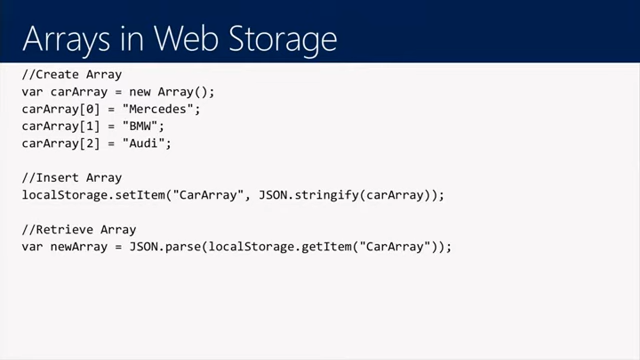 Arrays in Web Storage
//Create Array
var carArray = new Array();
carArray[0] = "Mercedes";
carArray[1] = "BMW";
carArray[2] = "Audi";
//Insert Array
localStorage.setItem("CarArray", JSON.stringify(carArray));
//Retrieve Array
var newArray = JSON.parse(localStorage.getItem("CarArray"));